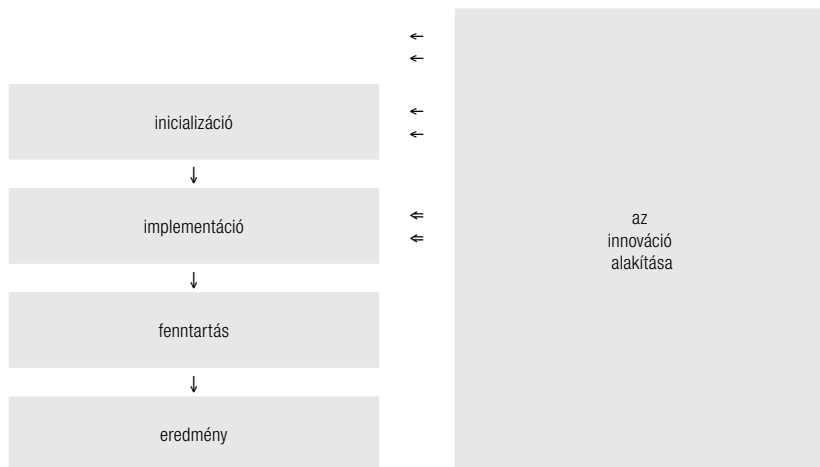 inicializáció
implementáció
fenntartás
eredmény
az
innováció
alakítása